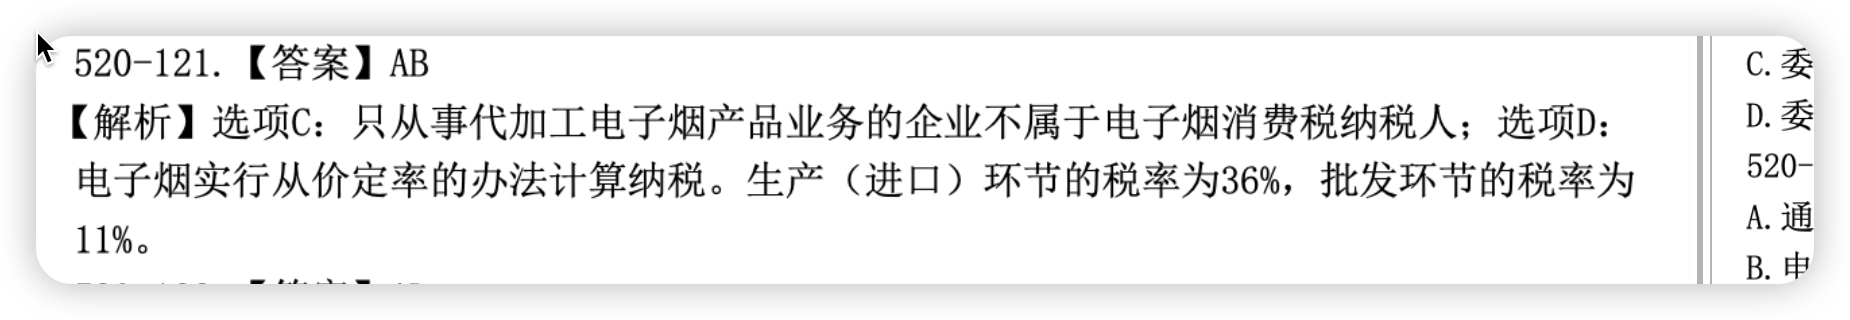 520-121.【答案】AB
【解析】选项C：只从事代加工电子烟产品业务的企业不属于电子烟消费税纳税人；选项D：
电子烟实行从价定率的办法计算纳税。生产（进口）环节的税率为36%，批发环节的税率为
11%。
C. 委
D. 委
520-
A. 通
B. 申